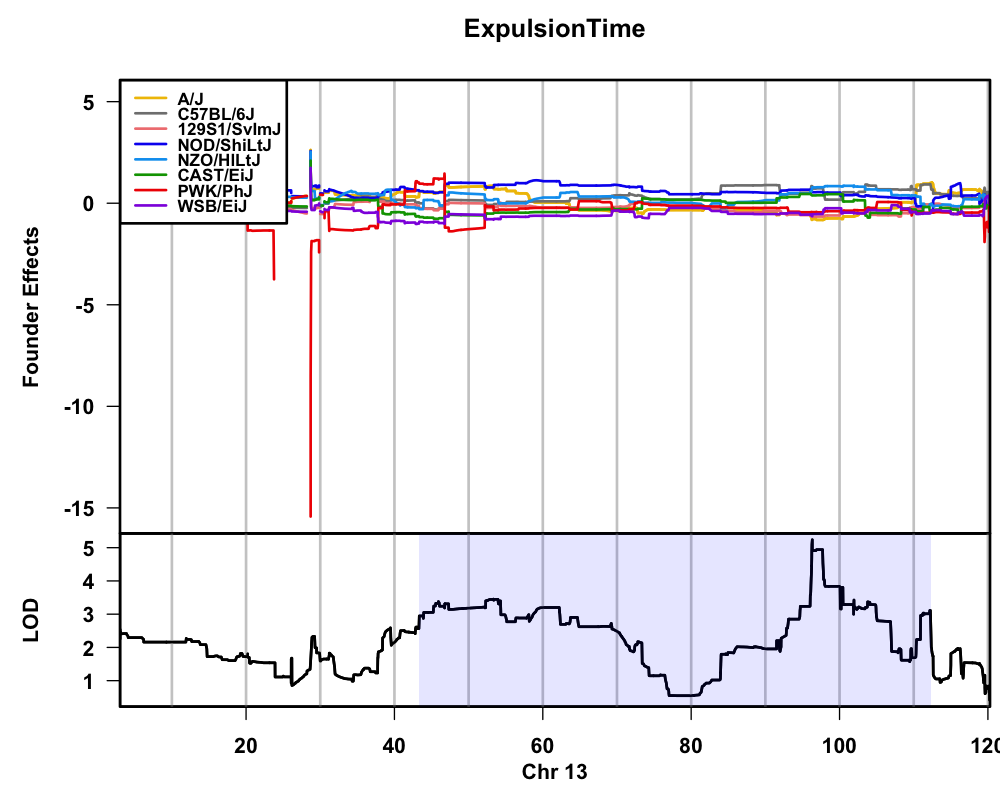 ExpulsionTime
A/J
C57BL/6J
129S1/SvImJ
NOD/ShiLtJ
NZO/HlLtJ
CAST/EiJ
PWK/PhJ
WSB/EiJ
Founder Effects
5
0
-5
-10
-15
LOD
5
4
3
2
1
20 40 60 80 100 120
Chr 13